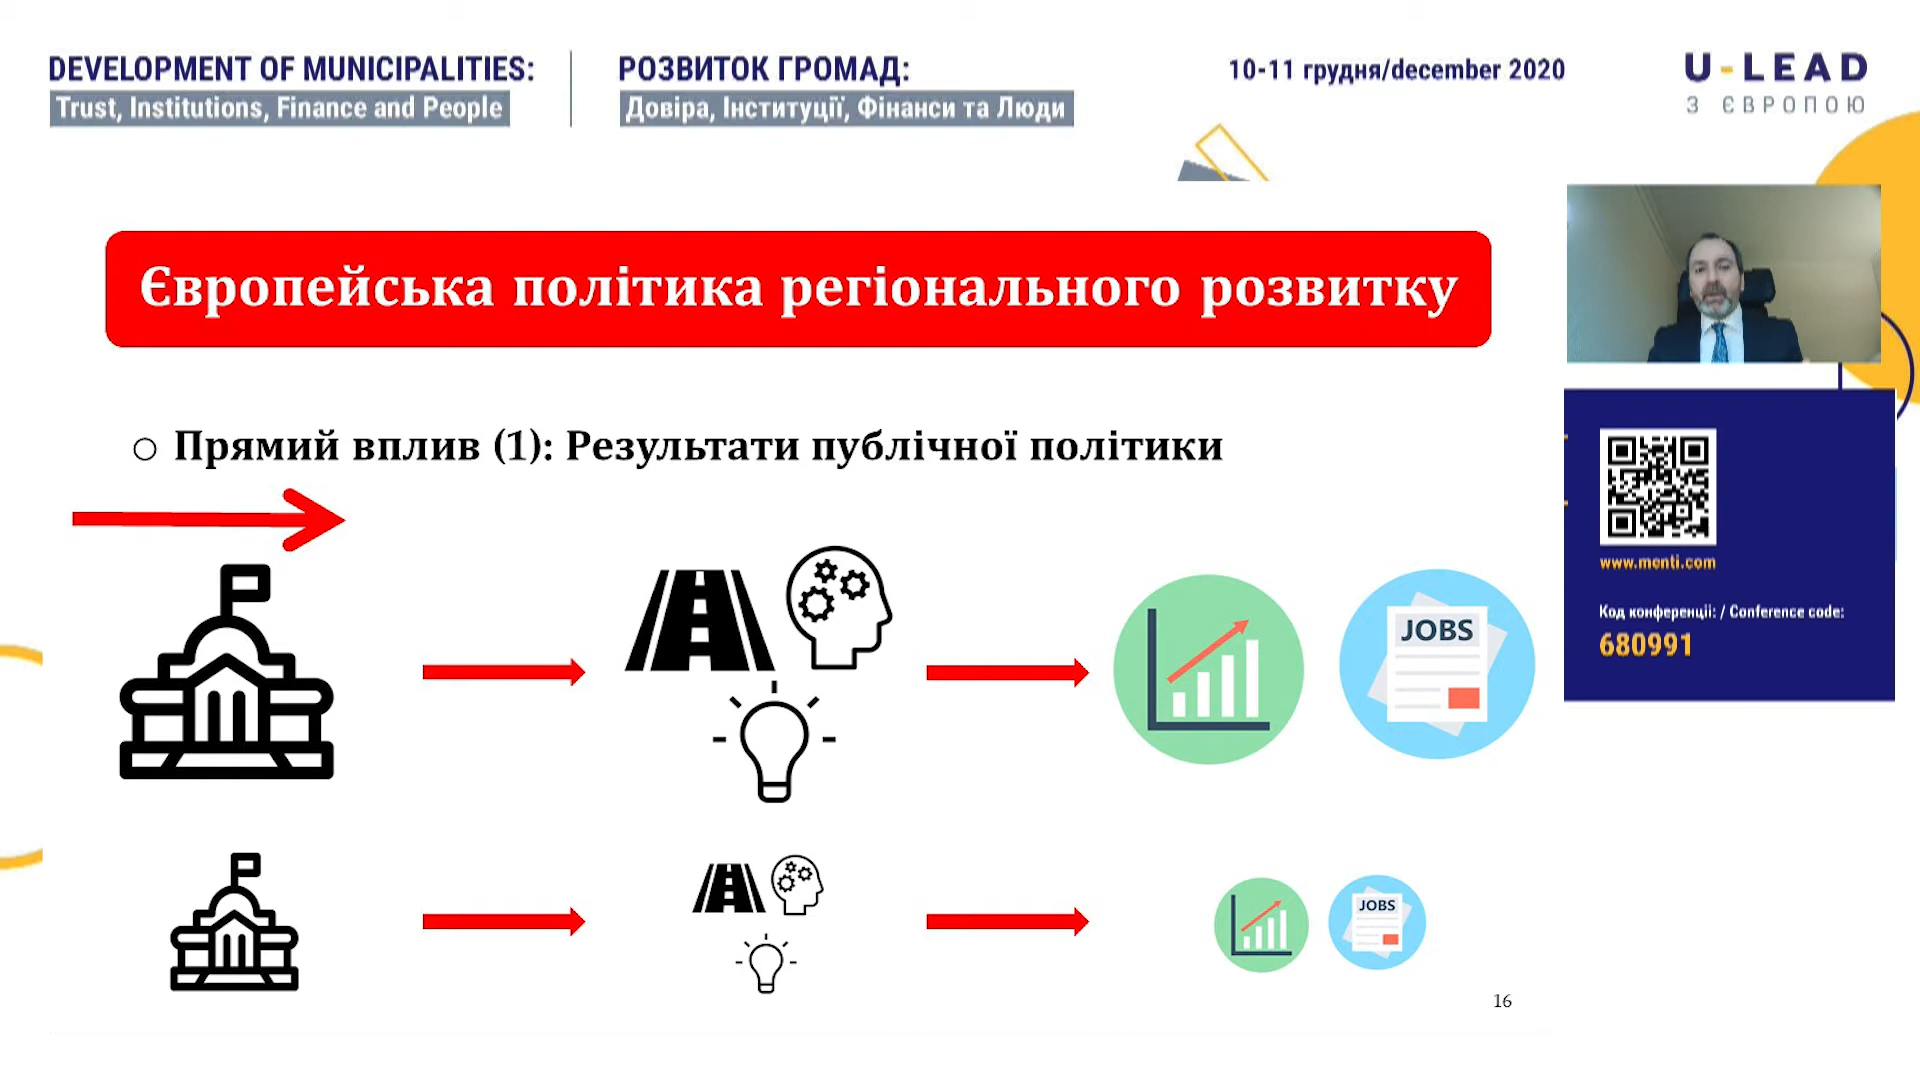 DEVELOPMENT OF MUNICIPALITIES:
Trust, Institutions, Finance and People
РОЗВИТОК ГРОМАД:
Довіра, Інституції, Фінанси та Люди
10-11 грудня/december 2020
U-LEAD
З ЄВРОПОЮ
Європейська політика регіонального розвитку
Прямий вплив (1): Результати публічної політики
JOBS
www.menti.com
Код конференції: / Conference code:
680991
JOBS
16